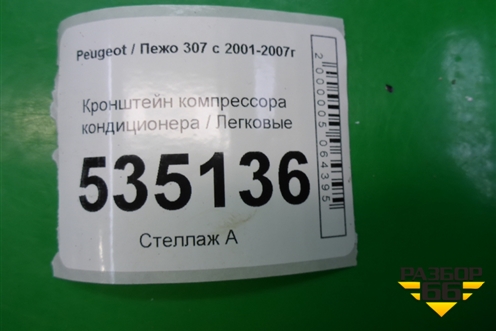 Peugeot / Пежо 307 с 2001-2007г
Кронштейн компрессора
кондиционера / Легковые
535136
Стеллаж А
2000005064395
РАЗБОР
66